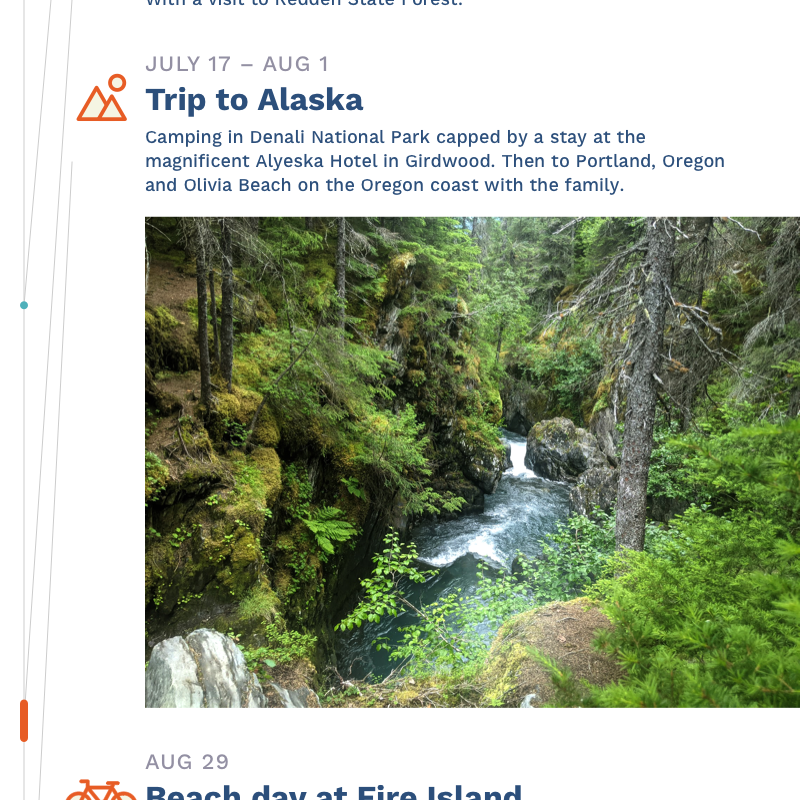 with a visit to Redden State Forest.
JULY 17 – AUG 1
Trip to Alaska
Camping in Denali National Park capped by a stay at the
magnificent Alyeska Hotel in Girdwood. Then to Portland, Oregon
and Olivia Beach on the Oregon coast with the family.
AUG 29
Beach day at Fire Island